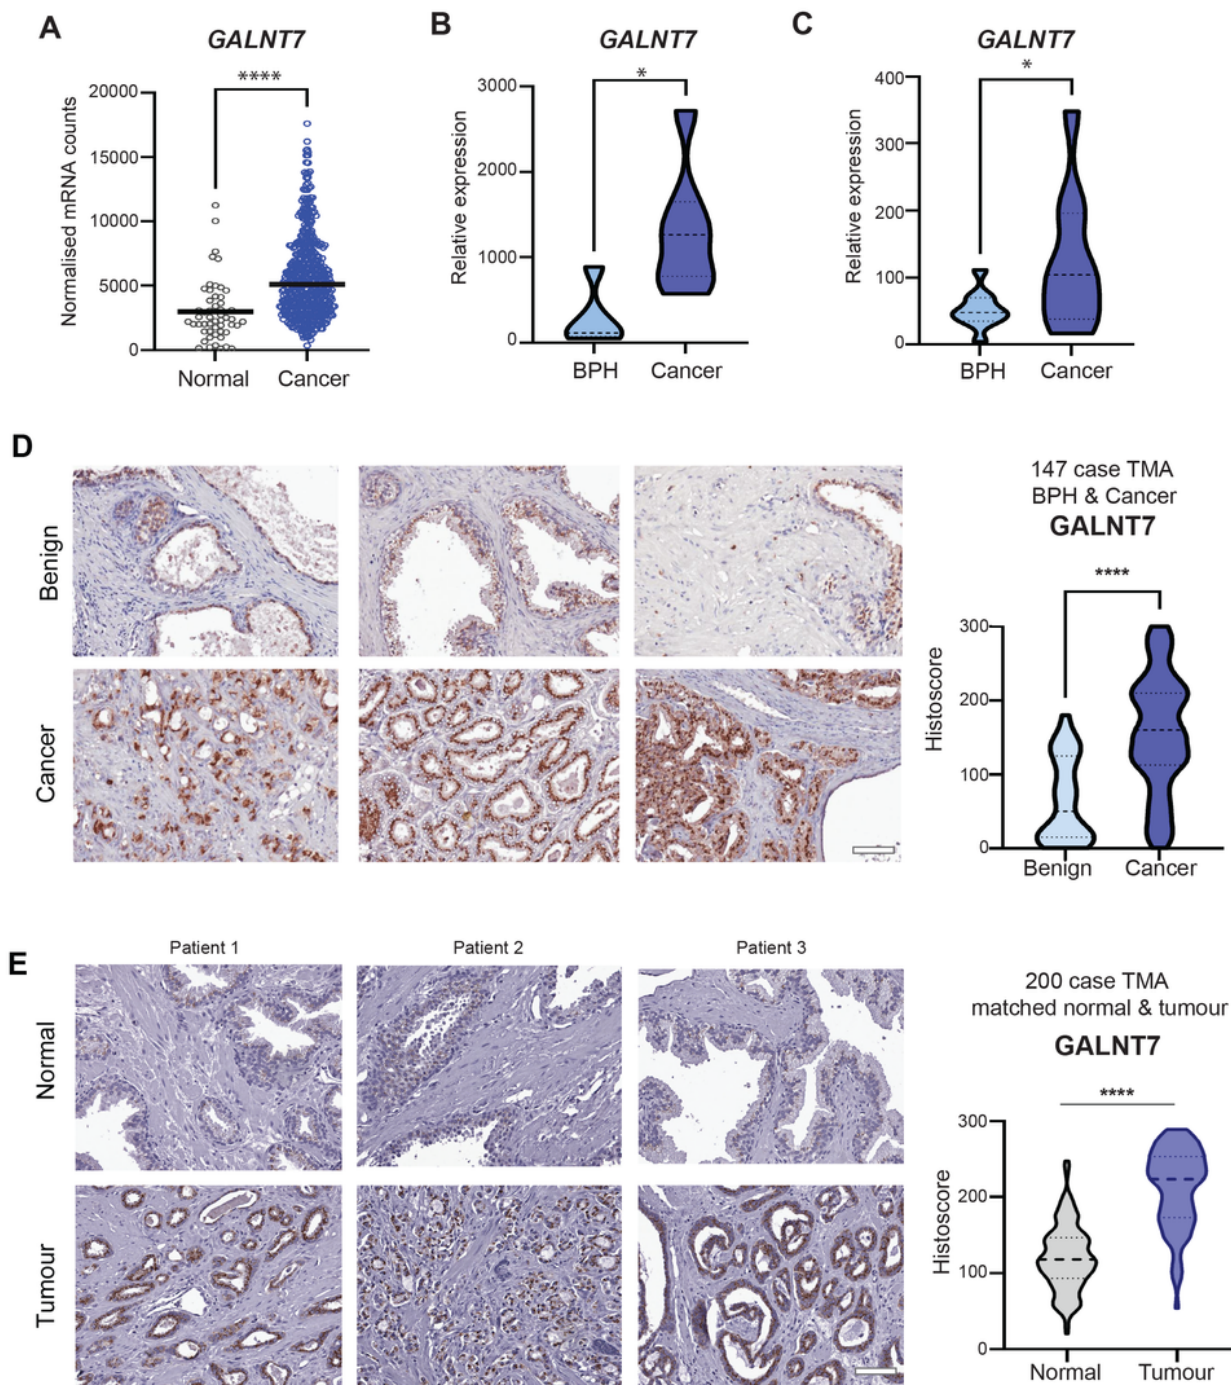 A
GALNT7
****
Normalised mRNA counts
20000
15000
10000
5000
0
Normal
Cancer
B
GALNT7
*
Relative expression
3000
2000
1000
0
BPH
Cancer
C
GALNT7
*
Relative expression
400
300
200
100
0
BPH
Cancer
D
Benign
Cancer
147 case TMA
BPH & Cancer
GALNT7
****
Histoscore
300
200
100
0
Benign
Cancer
E
Patient 1
Patient 2
Patient 3
Normal
Tumour
200 case TMA
matched normal & tumour
GALNT7
****
Histoscore
300
200
100
0
Normal
Tumour